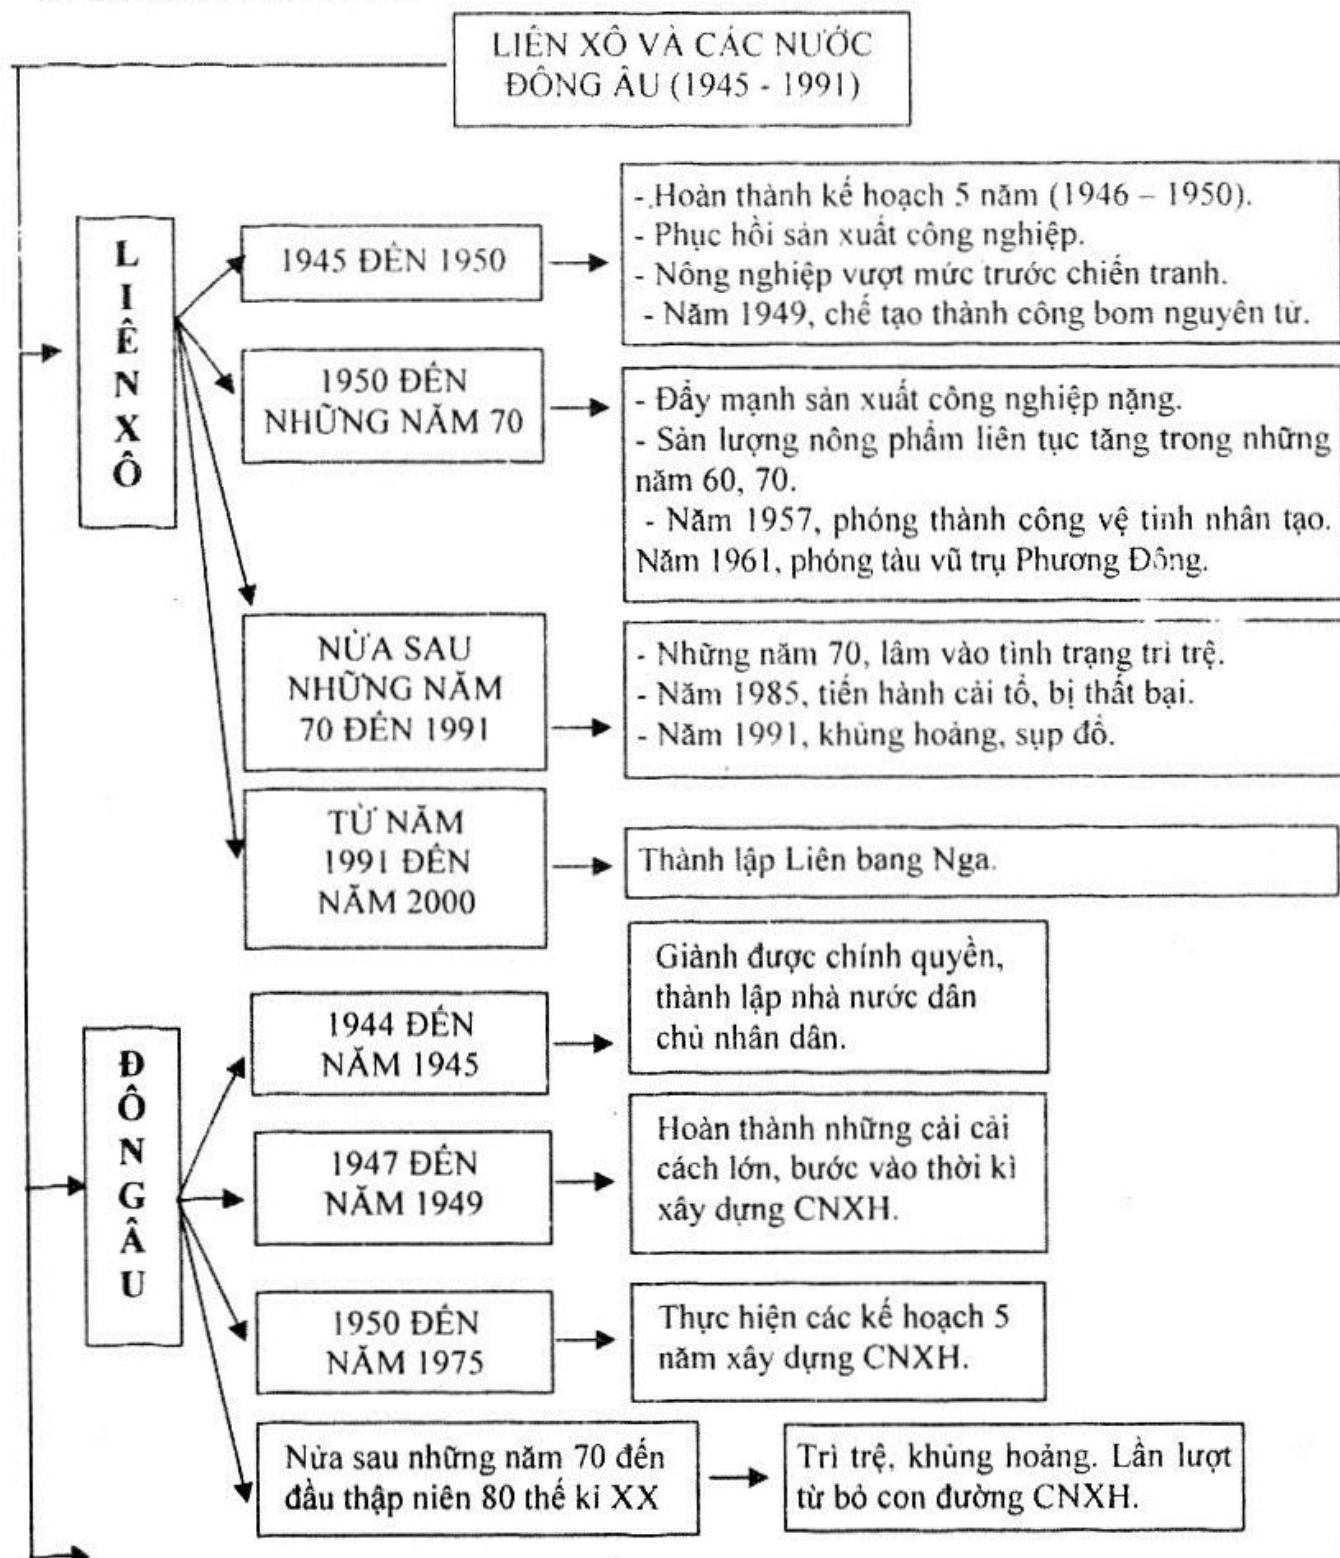 LIÊN XÔ VÀ CÁC NƯỚC
ĐÔNG ÂU (1945 - 1991)
LIÊN XÔ
1945 ĐẾN 1950
- Hoàn thành kế hoạch 5 năm (1946 – 1950).
- Phục hồi sản xuất công nghiệp.
- Nông nghiệp vượt mức trước chiến tranh.
- Năm 1949, chế tạo thành công bom nguyên tử.
1950 ĐẾN
NHỮNG NĂM 70
- Đẩy mạnh sản xuất công nghiệp nặng.
- Sản lượng nông phẩm liên tục tăng trong những
năm 60, 70.
- Năm 1957, phóng thành công vệ tinh nhân tạo.
Năm 1961, phóng tàu vũ trụ Phương Đông.
NỬA SAU
NHỮNG NĂM
70 ĐẾN 1991
- Những năm 70, lâm vào tình trạng trì trệ.
- Năm 1985, tiến hành cải tổ, bị thất bại.
- Năm 1991, khủng hoảng, sụp đổ.
TỪ NĂM
1991 ĐẾN
NĂM 2000
Thành lập Liên bang Nga.
ĐÔNG ÂU
1944 ĐẾN
NĂM 1945
Giành được chính quyền,
thành lập nhà nước dân
chủ nhân dân.
1947 ĐẾN
NĂM 1949
Hoàn thành những cải cải
cách lớn, bước vào thời kì
xây dựng CNXH.
1950 ĐẾN
NĂM 1975
Thực hiện các kế hoạch 5
năm xây dựng CNXH.
Nửa sau những năm 70 đến
đầu thập niên 80 thế kỉ XX
Trì trệ, khủng hoảng. Lần lượt
từ bỏ con đường CNXH.